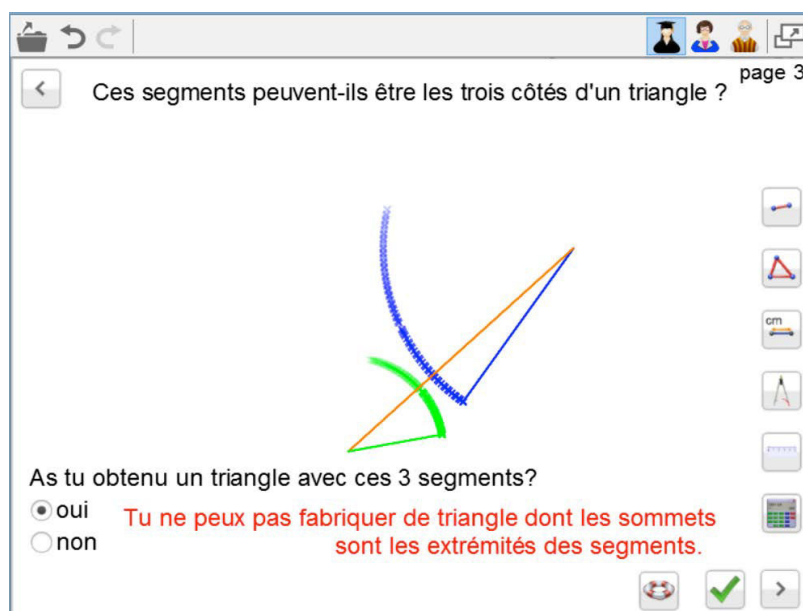 page 3
Ces segments peuvent-ils être les trois côtés d'un triangle ?
cm
As tu obtenu un triangle avec ces 3 segments?
oui
non
Tu ne peux pas fabriquer de triangle dont les sommets
sont les extrémités des segments.